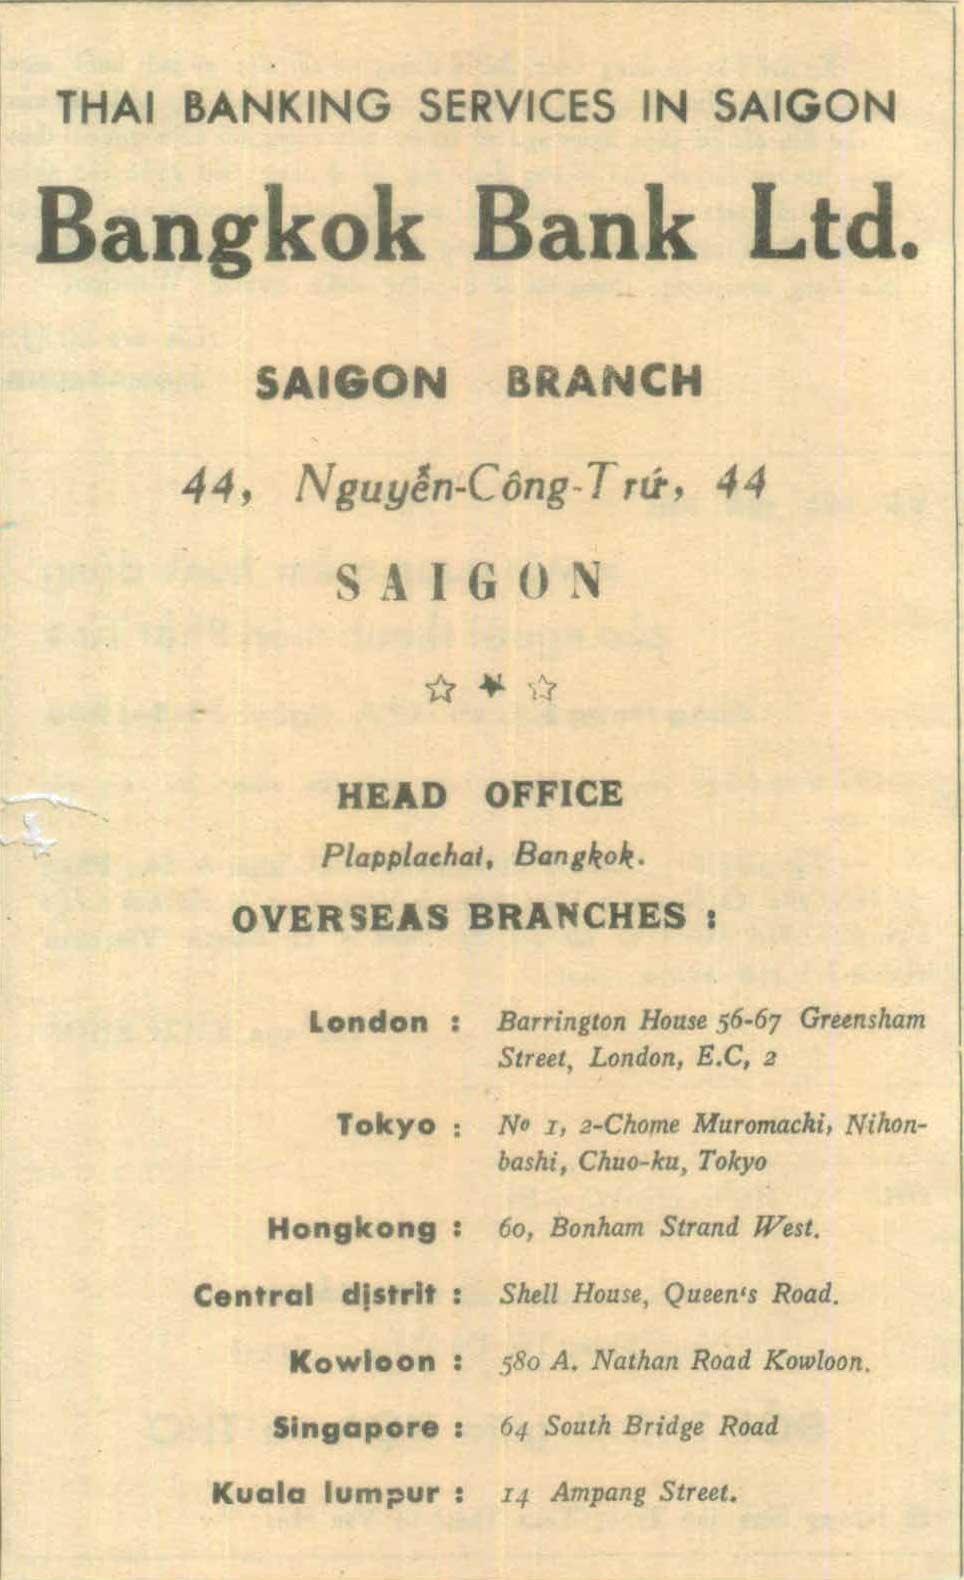 THAI BANKING SERVICES IN SAIGON
Bangkok Bank Ltd.
SAIGON BRANCH
44, Nguyễn-Công-Trứ, 44
SAIGON
HEAD OFFICE
Plapplachai, Bangkok.
OVERSEAS BRANCHES :
London : Barrington House 56-67 Greensham
Street, London, E.C, 2
Tokyo : Nº 1, 2-Chome Muromachi, Nihon-
bashi, Chuo-ku, Tokyo
Hongkong : 60, Bonham Strand West.
Central distrit : Shell House, Queen's Road.
Kowloon : 580 A. Nathan Road Kowloon.
Singapore : 64 South Bridge Road
Kuala lumpur : 14 Ampang Street.